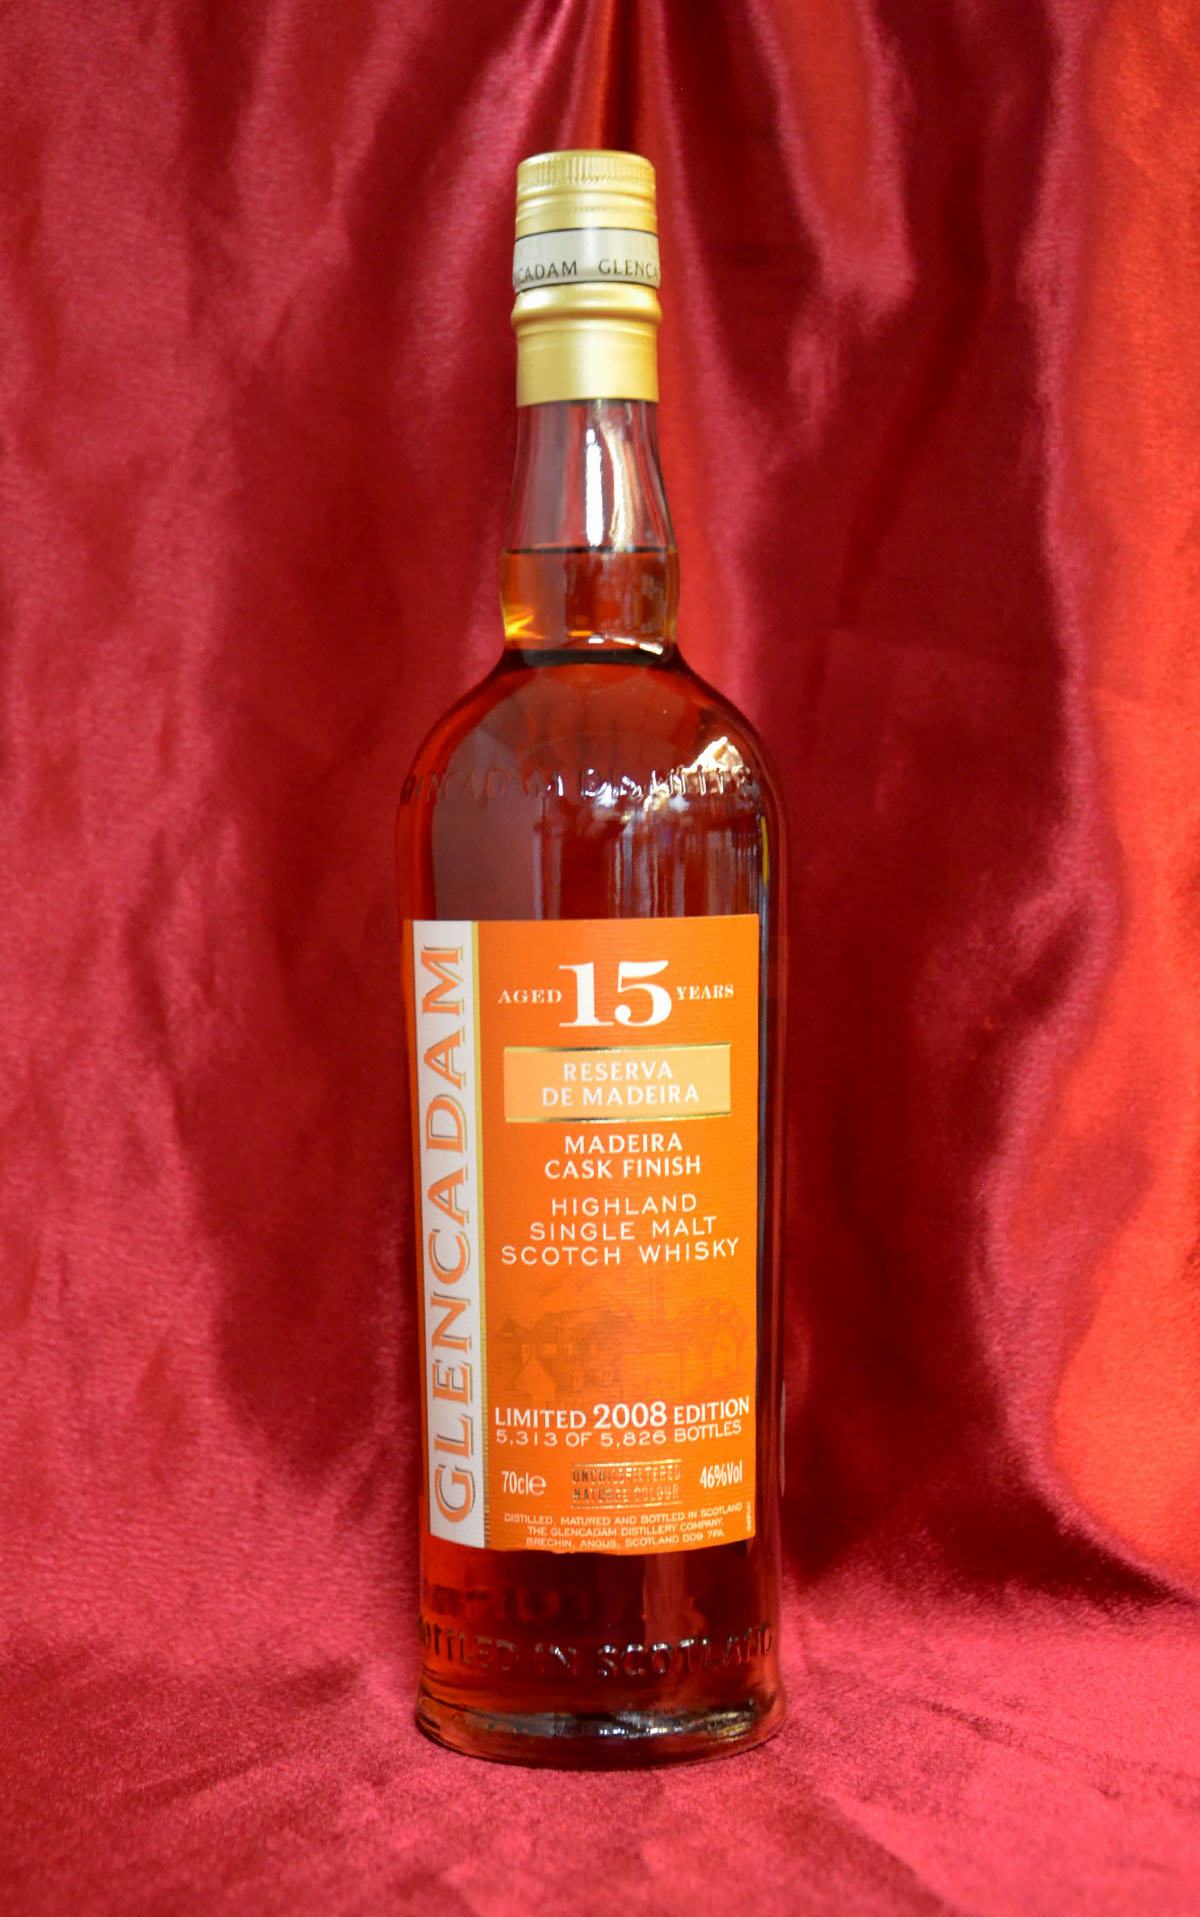 GLENCADAM
AGED 15 YEARS
RESERVA
DE MADEIRA
MADEIRA
CASK FINISH
HIGHLAND
SINGLE MALT
SCOTCH WHISKY
LIMITED 2008 EDITION
5,313 OF 5,826 BOTTLES
70cl e
UNCHILLFILTERED
NATURAL COLOUR
46%Vol
DISTILLED, MATURED AND BOTTLED IN SCOTLAND
THE GLENCADAM DISTILLERY COMPANY,
BRECHIN, ANGUS, SCOTLAND DD9 7PA.
GLENCADAM
BOTTLED IN SCOTLAND